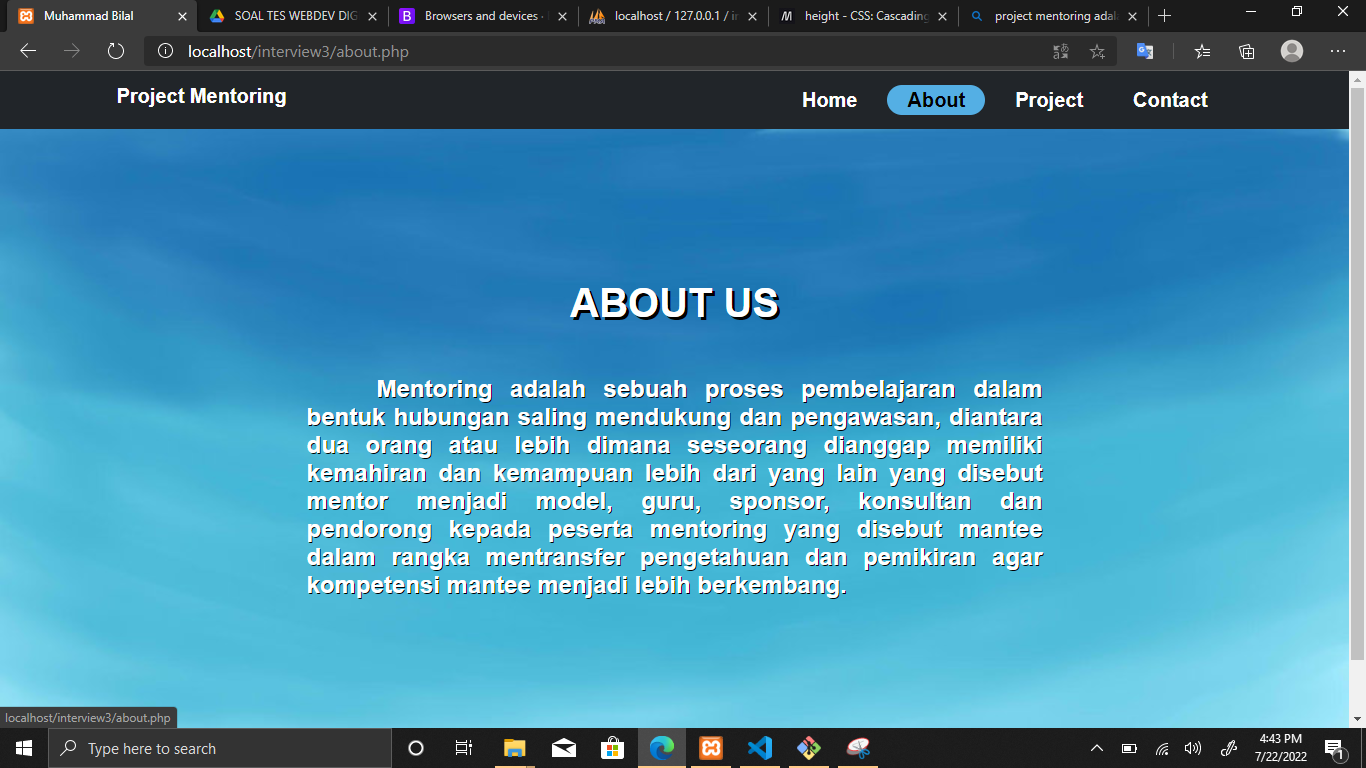 Muhammad Bilal
SOAL TES WEBDEV DIG
Browsers and devices ·
localhost / 127.0.0.1 / in
height - CSS: Cascading
project mentoring adal
localhost/interview3/about.php
Project Mentoring
Home
About
Project
Contact
ABOUT US
Mentoring adalah sebuah proses pembelajaran dalam
bentuk hubungan saling mendukung dan pengawasan, diantara
dua orang atau lebih dimana seseorang dianggap memiliki
kemahiran dan kemampuan lebih dari yang lain yang disebut
mentor menjadi model, guru, sponsor, konsultan dan
pendorong kepada peserta mentoring yang disebut mantee
dalam rangka mentransfer pengetahuan dan pemikiran agar
kompetensi mantee menjadi lebih berkembang.
localhost/interview3/about.php
Type here to search
4:43 PM
7/22/2022
1